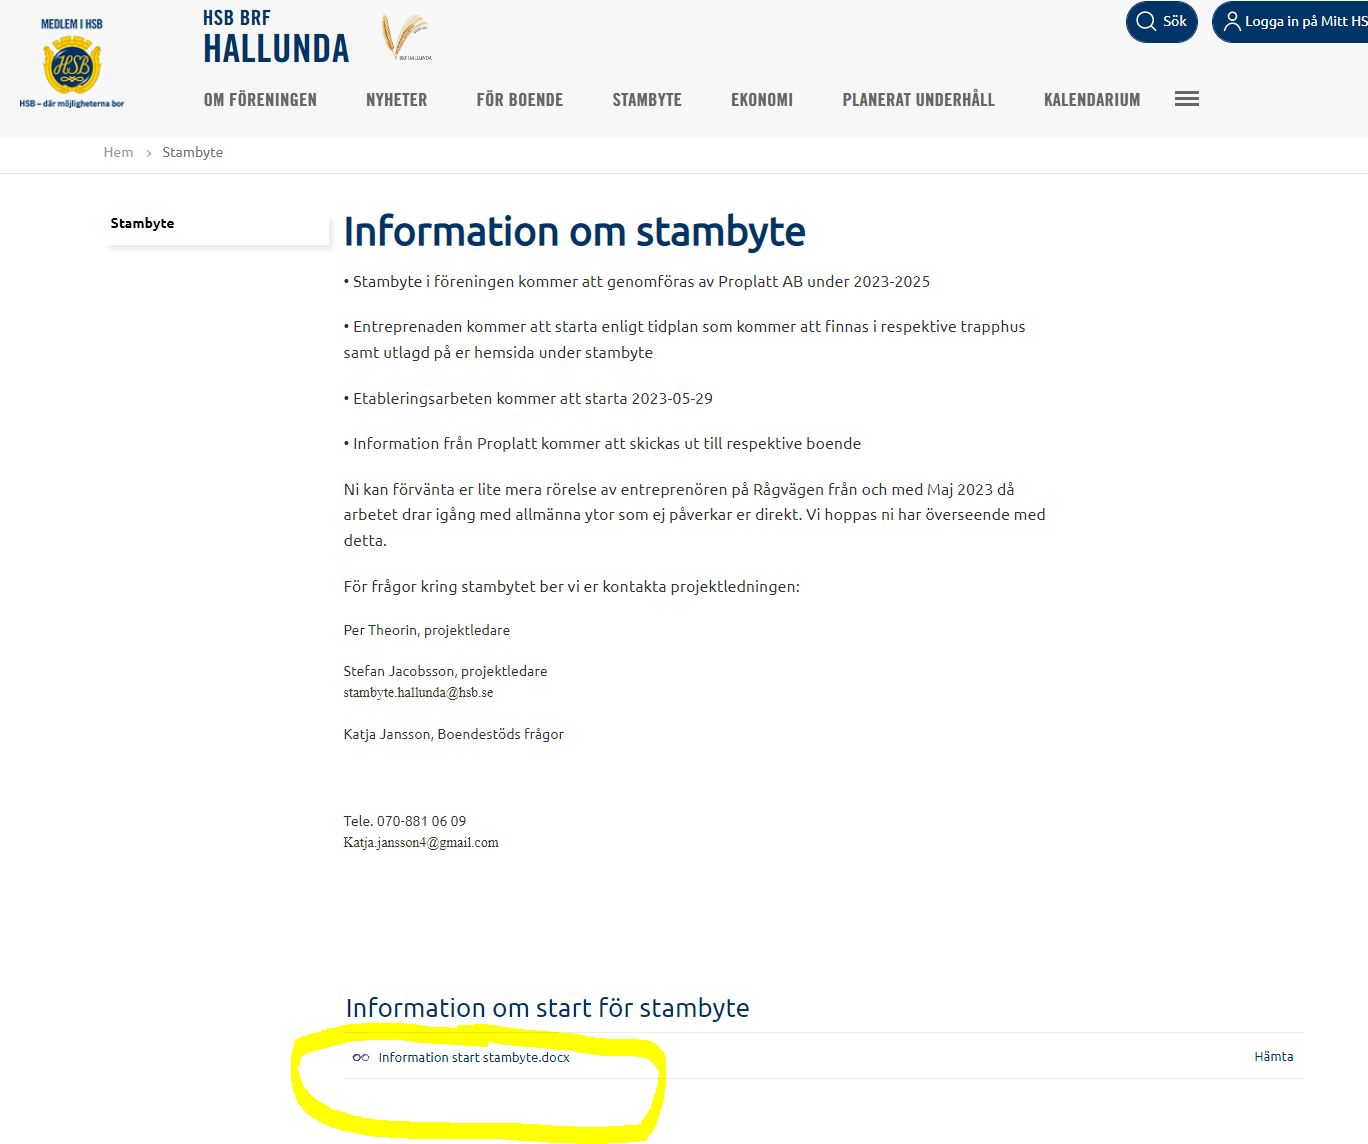 MEDLEM I HSB
HSB
HSB – där möjligheterna bor
HSB BRF
HALLUNDA
BRF HALLUNDA
Sök
Logga in på Mitt HS
OM FÖRENINGEN
NYHETER
FÖR BOENDE
STAMBYTE
EKONOMI
PLANERAT UNDERHÅLL
KALENDARIUM
Hem > Stambyte
Stambyte
Information om stambyte
• Stambyte i föreningen kommer att genomföras av Proplatt AB under 2023-2025
• Entreprenaden kommer att starta enligt tidplan som kommer att finnas i respektive trapphus
samt utlagd på er hemsida under stambyte
• Etableringsarbeten kommer att starta 2023-05-29
• Information från Proplatt kommer att skickas ut till respektive boende
Ni kan förvänta er lite mera rörelse av entreprenören på Rågvägen från och med Maj 2023 då
arbetet drar igång med allmänna ytor som ej påverkar er direkt. Vi hoppas ni har överseende med
detta.
För frågor kring stambytet ber vi er kontakta projektledningen:
Per Theorin, projektledare
Stefan Jacobsson, projektledare
stambyte.hallunda@hsb.se
Katja Jansson, Boendestöds frågor
Tele. 070-881 06 09
Katja.jansson4@gmail.com
Information om start för stambyte
Information start stambyte.docx
Hämta